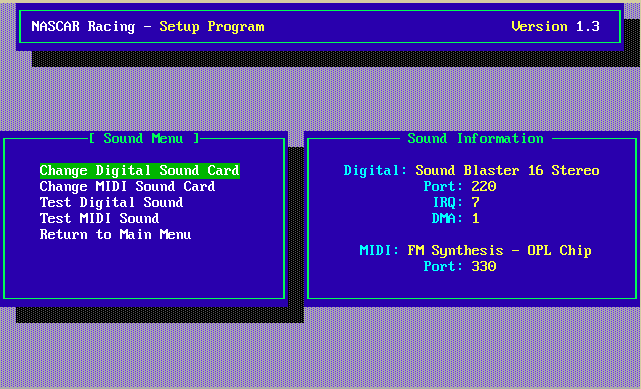 NASCAR Racing - Setup Program Version 1.3
[ Sound Menu ]
Change Digital Sound Card
Change MIDI Sound Card
Test Digital Sound
Test MIDI Sound
Return to Main Menu
Sound Information
Digital: Sound Blaster 16 Stereo
Port: 220
IRQ: 7
DMA: 1
MIDI: FM Synthesis - OPL Chip
Port: 330